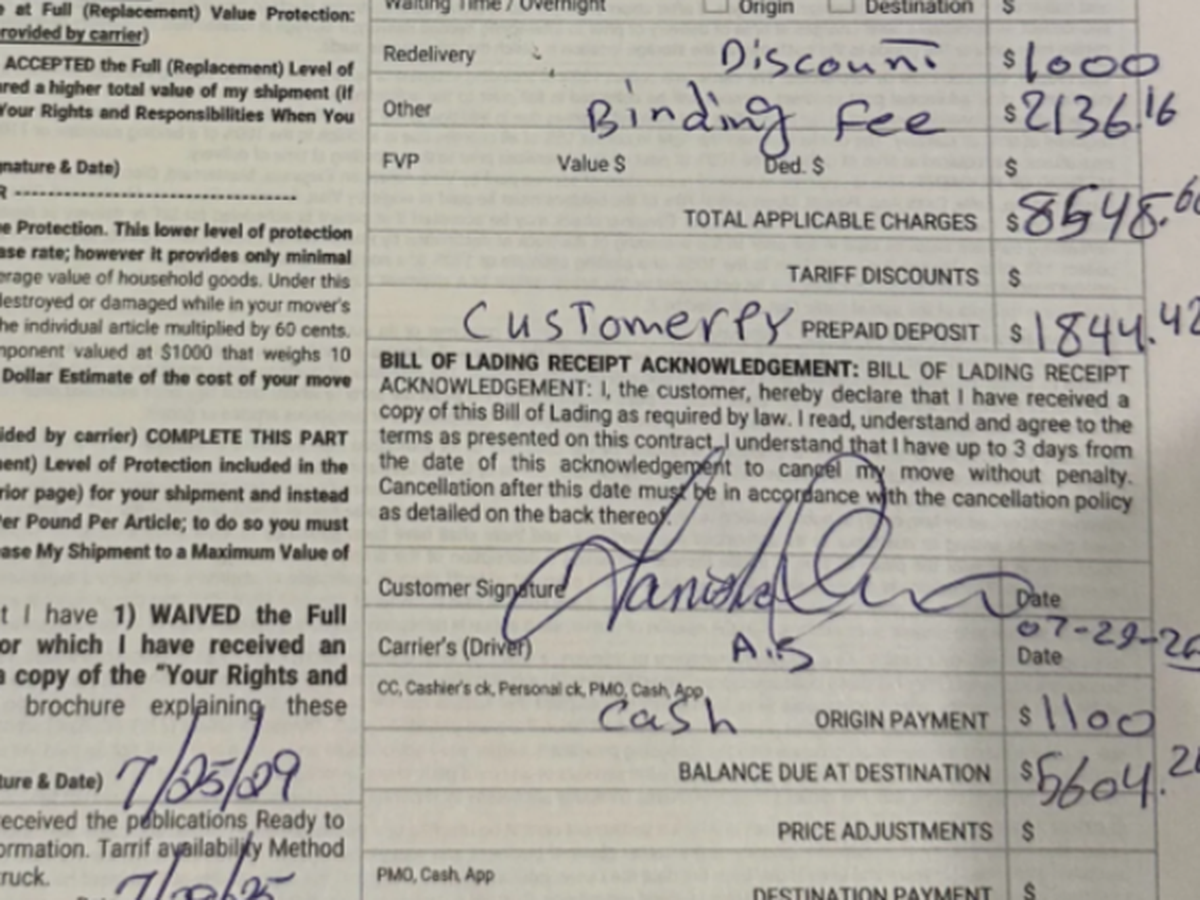 e at Full (Replacement) Value Protection:
provided by carrier)
ACCEPTED the Full (Replacement) Level of
ared a higher total value of my shipment (If
Your Rights and Responsibilities When You
gnature & Date)
R --------------------------------
e Protection. This lower level of protection
ase rate; however it provides only minimal
erage value of household goods. Under this
destroyed or damaged while in your mover's
he individual article multiplied by 60 cents.
mponent valued at $1000 that weighs 10
Dollar Estimate of the cost of your move
ided by carrier) COMPLETE THIS PART
ment) Level of Protection included in the
rior page) for your shipment and instead
Per Pound Per Article; to do so you must
ease My Shipment to a Maximum Value of
t I have 1) WAIVED the Full
or which I have received an
a copy of the "Your Rights and
brochure explaining these
ture & Date) 7/25/29
eceived the publications Ready to
ormation. Tarrif availability Method
ruck.
Waiting Time / Overnight Origin Destination $
Redelivery Discount $ 1000
Other Binding Fee $ 2136.16
FVP Value $ Ded. $ $
TOTAL APPLICABLE CHARGES $ 8548.
TARIFF DISCOUNTS $
Customer PREPAID DEPOSIT $ 1844.42
BILL OF LADING RECEIPT ACKNOWLEDGEMENT: BILL OF LADING RECEIPT
ACKNOWLEDGEMENT: I, the customer, hereby declare that I have received a
copy of this Bill of Lading as required by law. I read, understand and agree to the
terms as presented on this contract. I understand that I have up to 3 days from
the date of this acknowledgement to cancel my move without penalty.
Cancellation after this date must be in accordance with the cancellation policy
as detailed on the back thereof.
Customer Signature Date
07-29-
Carrier's (Driver) A.S Date
CC, Cashier's ck, Personal ck, PMO, Cash, App
Cash ORIGIN PAYMENT $ 1100
BALANCE DUE AT DESTINATION $ 5604.
PRICE ADJUSTMENTS $
PMO, Cash, App
DESTINATION PAYMENT $